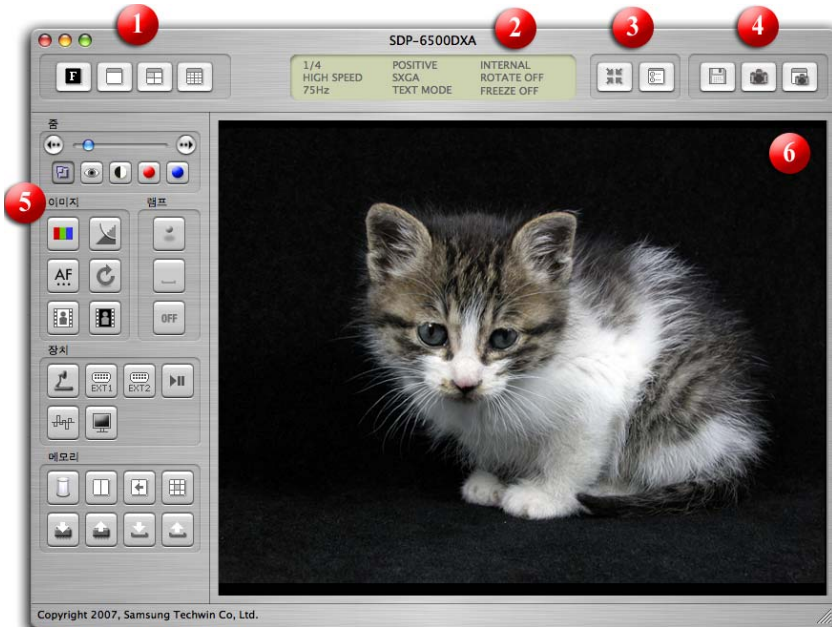 1
2
3
4
SDP-6500DXA
F
1/4 POSITIVE INTERNAL
HIGH SPEED SXGA ROTATE OFF
75Hz TEXT MODE FREEZE OFF
줌
6
5
이미지 램프
AF
OFF
장치
EXT1 EXT2
메모리
Copyright 2007, Samsung Techwin Co, Ltd.